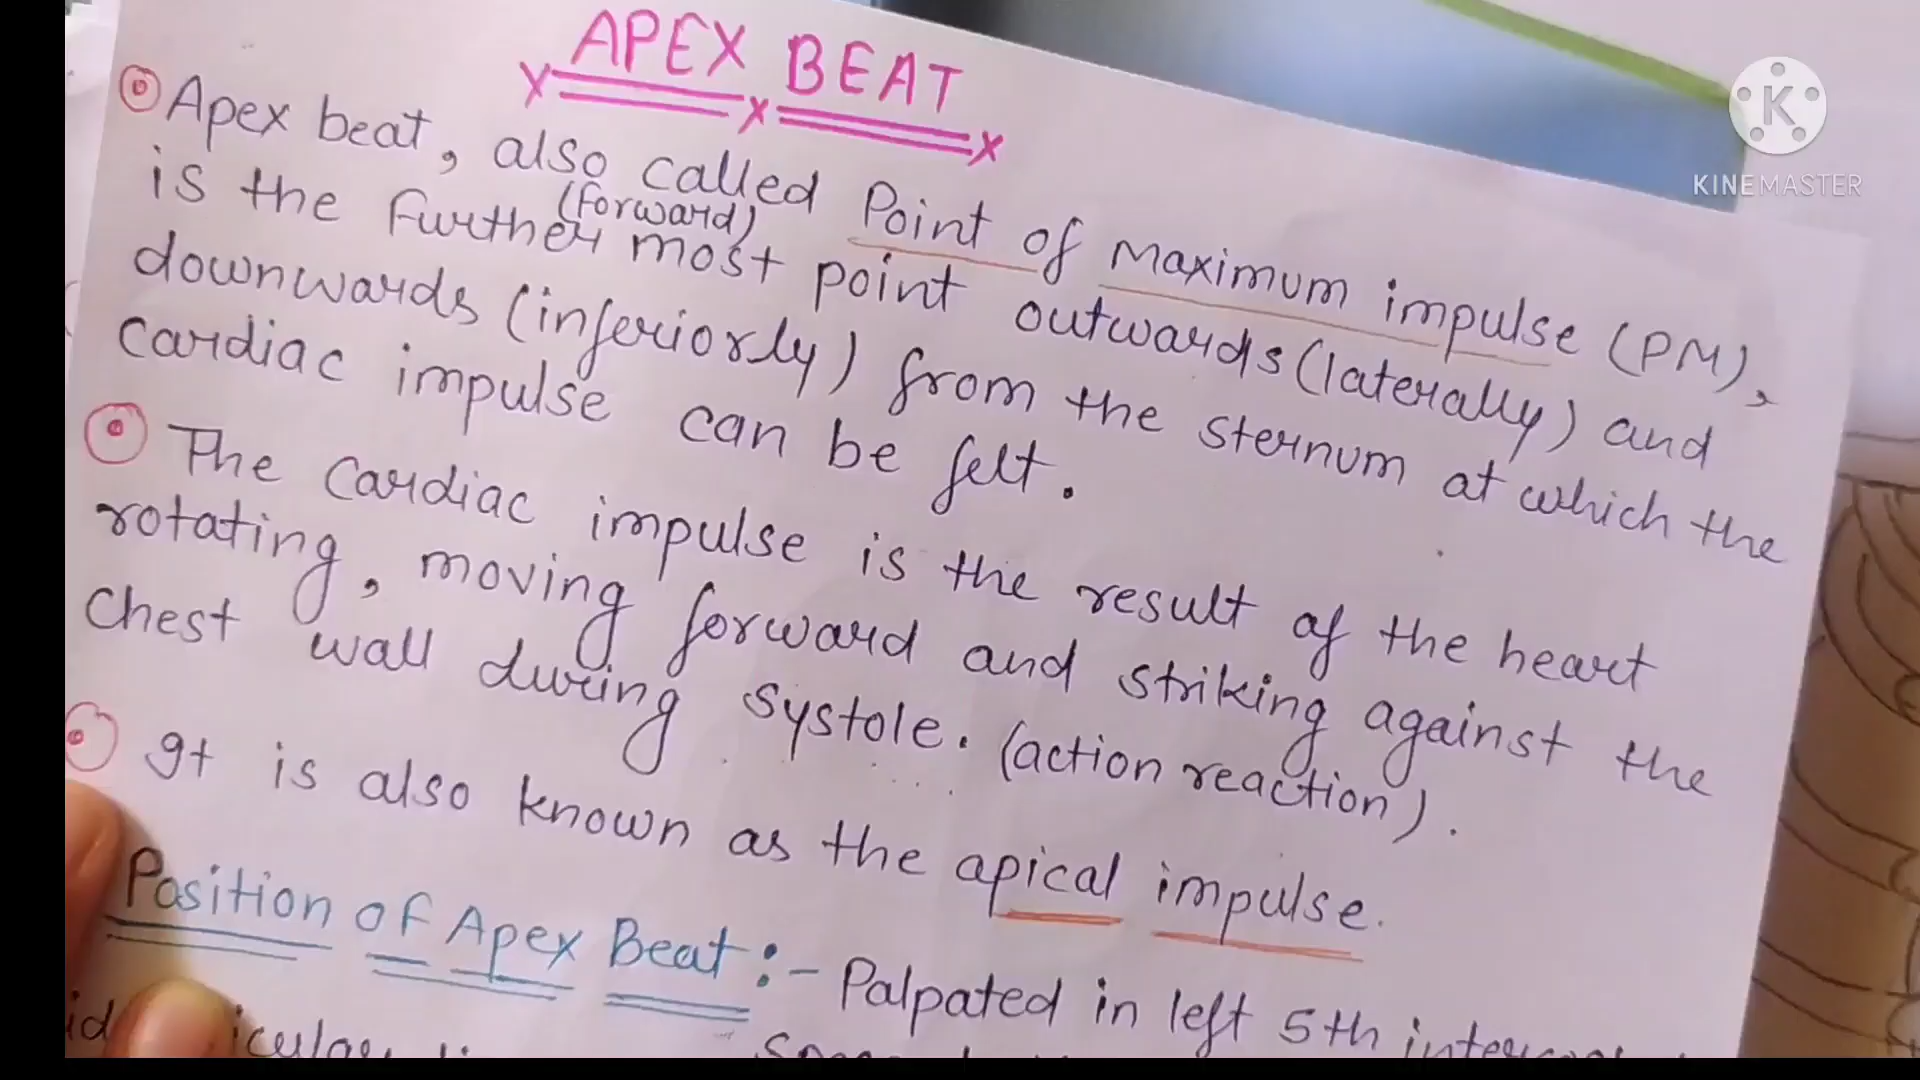 APEX BEAT
Apex beat, also called Point of Maximum impulse (PM),
is the further most point outwards (laterally) and
(forward)
downwards (inferiorly) from the sternum at which the
cardiac impulse can be felt.
The cardiac impulse is the result of the heart
rotating, moving forward and striking against the
chest wall during systole. (action reaction).
It is also known as the apical impulse.
Position of Apex Beat :- Palpated in left 5th
K
KINEMASTER